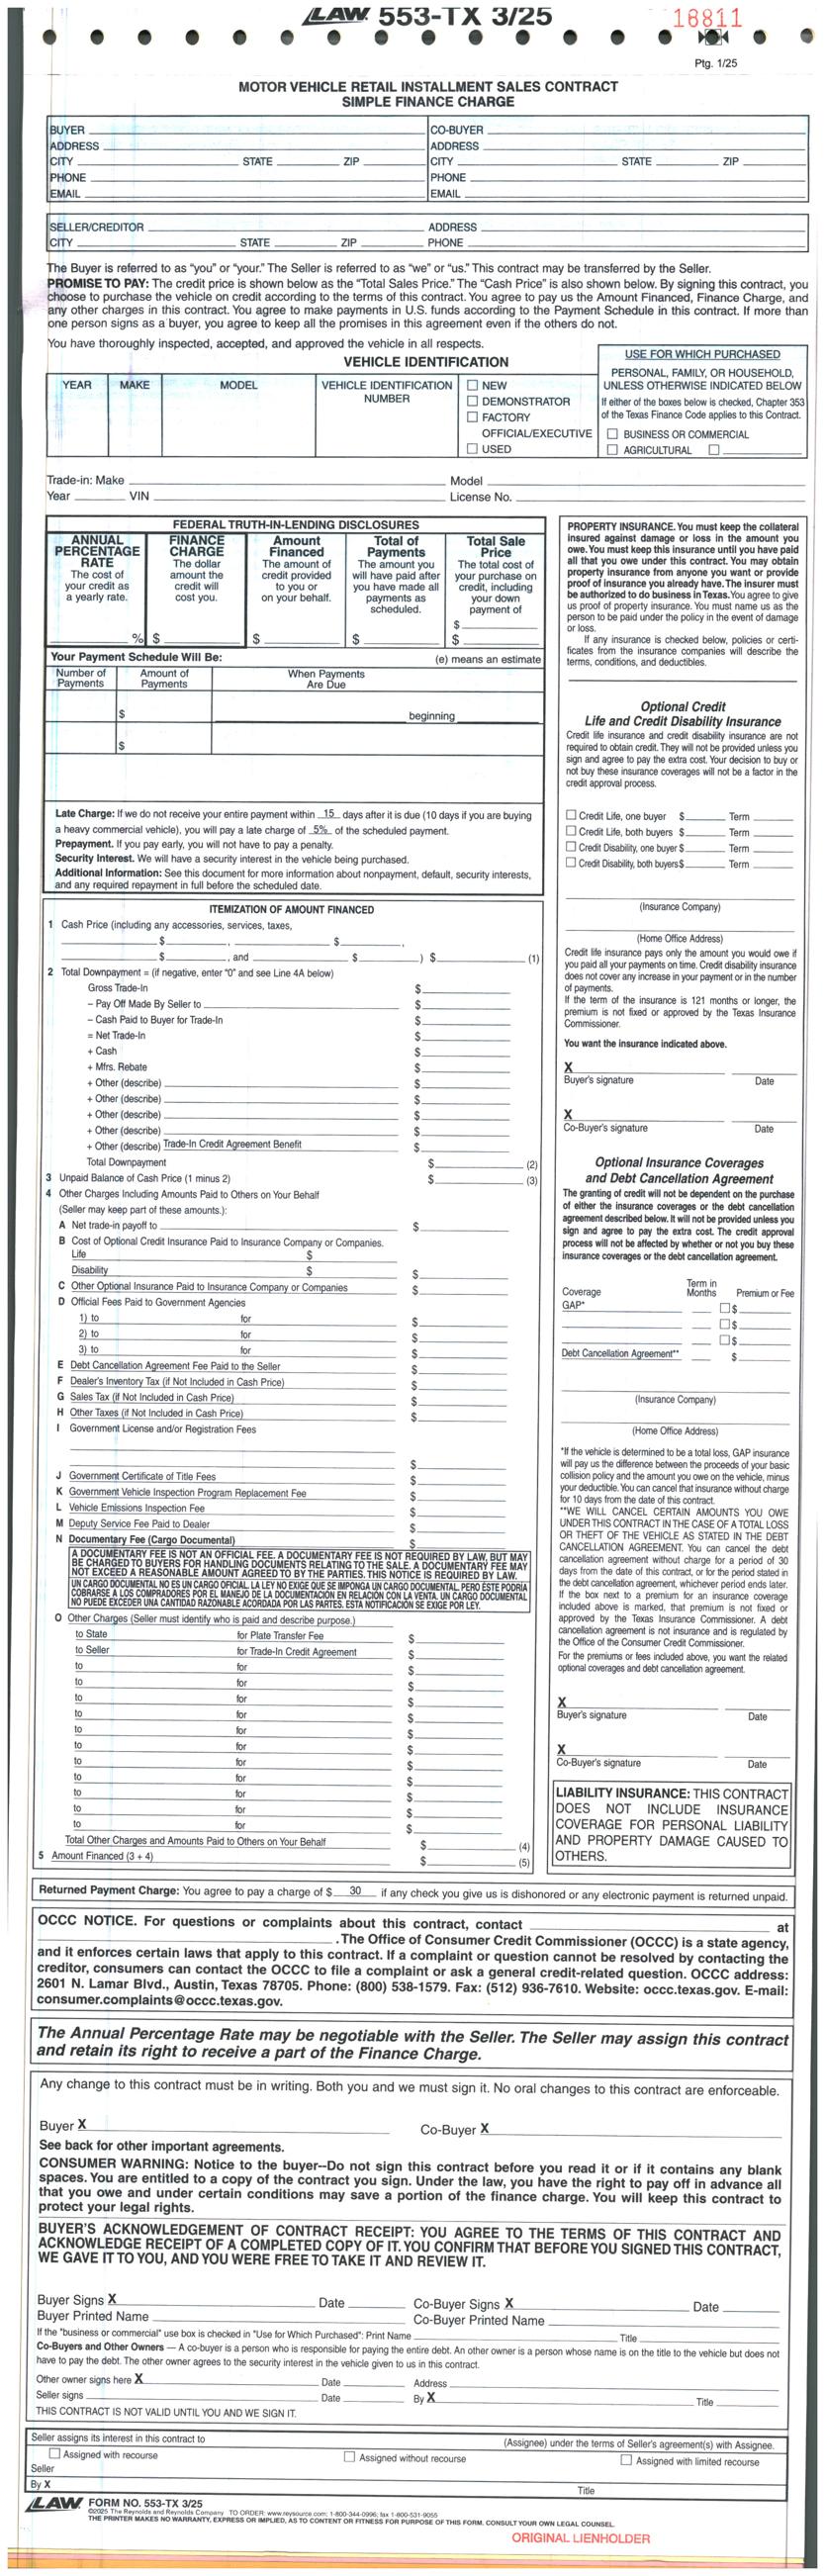 LAW 553-TX 3/25
18811
Ptg. 1/25
MOTOR VEHICLE RETAIL INSTALLMENT SALES CONTRACT
SIMPLE FINANCE CHARGE
BUYER
ADDRESS
CITY STATE ZIP
PHONE
EMAIL
CO-BUYER
ADDRESS
CITY STATE ZIP
PHONE
EMAIL
SELLER/CREDITOR ADDRESS
CITY STATE ZIP PHONE
The Buyer is referred to as “you” or “your.” The Seller is referred to as “we” or “us.” This contract may be transferred by the Seller.
PROMISE TO PAY: The credit price is shown below as the “Total Sales Price.” The “Cash Price” is also shown below. By signing this contract, you
choose to purchase the vehicle on credit according to the terms of this contract. You agree to pay us the Amount Financed, Finance Charge, and
any other charges in this contract. You agree to make payments in U.S. funds according to the Payment Schedule in this contract. If more than
one person signs as a buyer, you agree to keep all the promises in this agreement even if the others do not.
You have thoroughly inspected, accepted, and approved the vehicle in all respects.
VEHICLE IDENTIFICATION
YEAR MAKE MODEL VEHICLE IDENTIFICATION
NUMBER
☐ NEW
☐ DEMONSTRATOR
☐ FACTORY
OFFICIAL/EXECUTIVE
☐ USED
USE FOR WHICH PURCHASED
PERSONAL, FAMILY, OR HOUSEHOLD,
UNLESS OTHERWISE INDICATED BELOW
If either of the boxes below is checked, Chapter 353
of the Texas Finance Code applies to this Contract.
☐ BUSINESS OR COMMERCIAL
☐ AGRICULTURAL ☐
Trade-in: Make Model
Year VIN License No.
FEDERAL TRUTH-IN-LENDING DISCLOSURES
ANNUAL
PERCENTAGE
RATE
The cost of
your credit as
a yearly rate.
%
FINANCE
CHARGE
The dollar
amount the
credit will
cost you.
$
Amount
Financed
The amount of
credit provided
to you or
on your behalf.
$
Total of
Payments
The amount you
will have paid after
you have made all
payments as
scheduled.
$
Total Sale
Price
The total cost of
your purchase on
credit, including
your down
payment of
$
$
Your Payment Schedule Will Be: (e) means an estimate
Number of
Payments
Amount of
Payments
When Payments
Are Due
$ beginning
$
Late Charge: If we do not receive your entire payment within 15 days after it is due (10 days if you are buying
a heavy commercial vehicle), you will pay a late charge of 5% of the scheduled payment.
Prepayment. If you pay early, you will not have to pay a penalty.
Security Interest. We will have a security interest in the vehicle being purchased.
Additional Information: See this document for more information about nonpayment, default, security interests,
and any required repayment in full before the scheduled date.
ITEMIZATION OF AMOUNT FINANCED
1 Cash Price (including any accessories, services, taxes,
$ , $ ,
$ , and $ ) $ (1)
2 Total Downpayment = (if negative, enter “0” and see Line 4A below)
Gross Trade-In $
– Pay Off Made By Seller to $
– Cash Paid to Buyer for Trade-In $
= Net Trade-In $
+ Cash $
+ Mfrs. Rebate $
+ Other (describe) $
+ Other (describe) $
+ Other (describe) $
+ Other (describe) $
+ Other (describe) Trade-In Credit Agreement Benefit $
Total Downpayment $ (2)
3 Unpaid Balance of Cash Price (1 minus 2) $ (3)
4 Other Charges Including Amounts Paid to Others on Your Behalf
(Seller may keep part of these amounts.):
A Net trade-in payoff to $
B Cost of Optional Credit Insurance Paid to Insurance Company or Companies.
Life $
Disability $ $
C Other Optional Insurance Paid to Insurance Company or Companies $
D Official Fees Paid to Government Agencies
1) to for $
2) to for $
3) to for $
E Debt Cancellation Agreement Fee Paid to the Seller $
F Dealer's Inventory Tax (if Not Included in Cash Price) $
G Sales Tax (if Not Included in Cash Price) $
H Other Taxes (if Not Included in Cash Price) $
I Government License and/or Registration Fees
$
J Government Certificate of Title Fees $
K Government Vehicle Inspection Program Replacement Fee $
L Vehicle Emissions Inspection Fee $
M Deputy Service Fee Paid to Dealer $
N Documentary Fee (Cargo Documental) $
A DOCUMENTARY FEE IS NOT AN OFFICIAL FEE. A DOCUMENTARY FEE IS NOT REQUIRED BY LAW, BUT MAY
BE CHARGED TO BUYERS FOR HANDLING DOCUMENTS RELATING TO THE SALE. A DOCUMENTARY FEE MAY
NOT EXCEED A REASONABLE AMOUNT AGREED TO BY THE PARTIES. THIS NOTICE IS REQUIRED BY LAW.
UN CARGO DOCUMENTAL NO ES UN CARGO OFICIAL. LA LEY NO EXIGE QUE SE IMPONGA UN CARGO DOCUMENTAL. PERO ESTE PODRÍA
COBRARSE A LOS COMPRADORES POR EL MANEJO DE LA DOCUMENTACIÓN EN RELACIÓN CON LA VENTA. UN CARGO DOCUMENTAL
NO PUEDE EXCEDER UNA CANTIDAD RAZONABLE ACORDADA POR LAS PARTES. ESTA NOTIFICACIÓN SE EXIGE POR LEY.
O Other Charges (Seller must identify who is paid and describe purpose.)
to State for Plate Transfer Fee $
to Seller for Trade-In Credit Agreement $
to for $
to for $
to for $
to for $
to for $
to for $
to for $
to for $
to for $
to for $
to for $
Total Other Charges and Amounts Paid to Others on Your Behalf $ (4)
5 Amount Financed (3 + 4) $ (5)
PROPERTY INSURANCE. You must keep the collateral
insured against damage or loss in the amount you
owe. You must keep this insurance until you have paid
all that you owe under this contract. You may obtain
property insurance from anyone you want or provide
proof of insurance you already have. The insurer must
be authorized to do business in Texas. You agree to give
us proof of property insurance. You must name us as the
person to be paid under the policy in the event of damage
or loss.
If any insurance is checked below, policies or certi-
ficates from the insurance companies will describe the
terms, conditions, and deductibles.
Optional Credit
Life and Credit Disability Insurance
Credit life insurance and credit disability insurance are not
required to obtain credit. They will not be provided unless you
sign and agree to pay the extra cost. Your decision to buy or
not buy these insurance coverages will not be a factor in the
credit approval process.
☐ Credit Life, one buyer $ Term
☐ Credit Life, both buyers $ Term
☐ Credit Disability, one buyer $ Term
☐ Credit Disability, both buyers $ Term
(Insurance Company)
(Home Office Address)
Credit life insurance pays only the amount you would owe if
you paid all your payments on time. Credit disability insurance
does not cover any increase in your payment or in the number
of payments.
If the term of the insurance is 121 months or longer, the
premium is not fixed or approved by the Texas Insurance
Commissioner.
You want the insurance indicated above.
X
Buyer's signature Date
X
Co-Buyer's signature Date
Optional Insurance Coverages
and Debt Cancellation Agreement
The granting of credit will not be dependent on the purchase
of either the insurance coverages or the debt cancellation
agreement described below. It will not be provided unless you
sign and agree to pay the extra cost. The credit approval
process will not be affected by whether or not you buy these
insurance coverages or the debt cancellation agreement.
Coverage Term in
Months Premium or Fee
GAP* ☐ $
☐ $
☐ $
Debt Cancellation Agreement** $
(Insurance Company)
(Home Office Address)
*If the vehicle is determined to be a total loss, GAP insurance
will pay us the difference between the proceeds of your basic
collision policy and the amount you owe on the vehicle, minus
your deductible. You can cancel that insurance without charge
for 10 days from the date of this contract.
**WE WILL CANCEL CERTAIN AMOUNTS YOU OWE
UNDER THIS CONTRACT IN THE CASE OF A TOTAL LOSS
OR THEFT OF THE VEHICLE AS STATED IN THE DEBT
CANCELLATION AGREEMENT. You can cancel the debt
cancellation agreement without charge for a period of 30
days from the date of this contract, or for the period stated in
the debt cancellation agreement, whichever period ends later.
If the box next to a premium for an insurance coverage
included above is marked, that premium is not fixed or
approved by the Texas Insurance Commissioner. A debt
cancellation agreement is not insurance and is regulated by
the Office of the Consumer Credit Commissioner.
For the premiums or fees included above, you want the related
optional coverages and debt cancellation agreement.
X
Buyer's signature Date
X
Co-Buyer's signature Date
LIABILITY INSURANCE: THIS CONTRACT
DOES NOT INCLUDE INSURANCE
COVERAGE FOR PERSONAL LIABILITY
AND PROPERTY DAMAGE CAUSED TO
OTHERS.
Returned Payment Charge: You agree to pay a charge of $ 30 if any check you give us is dishonored or any electronic payment is returned unpaid.
OCCC NOTICE. For questions or complaints about this contract, contact at
. The Office of Consumer Credit Commissioner (OCCC) is a state agency,
and it enforces certain laws that apply to this contract. If a complaint or question cannot be resolved by contacting the
creditor, consumers can contact the OCCC to file a complaint or ask a general credit-related question. OCCC address:
2601 N. Lamar Blvd., Austin, Texas 78705. Phone: (800) 538-1579. Fax: (512) 936-7610. Website: occc.texas.gov. E-mail:
consumer.complaints@occc.texas.gov.
The Annual Percentage Rate may be negotiable with the Seller. The Seller may assign this contract
and retain its right to receive a part of the Finance Charge.
Any change to this contract must be in writing. Both you and we must sign it. No oral changes to this contract are enforceable.
Buyer X Co-Buyer X
See back for other important agreements.
CONSUMER WARNING: Notice to the buyer--Do not sign this contract before you read it or if it contains any blank
spaces. You are entitled to a copy of the contract you sign. Under the law, you have the right to pay off in advance all
that you owe and under certain conditions may save a portion of the finance charge. You will keep this contract to
protect your legal rights.
BUYER'S ACKNOWLEDGEMENT OF CONTRACT RECEIPT: YOU AGREE TO THE TERMS OF THIS CONTRACT AND
ACKNOWLEDGE RECEIPT OF A COMPLETED COPY OF IT. YOU CONFIRM THAT BEFORE YOU SIGNED THIS CONTRACT,
WE GAVE IT TO YOU, AND YOU WERE FREE TO TAKE IT AND REVIEW IT.
Buyer Signs X Date Co-Buyer Signs X Date
Buyer Printed Name Co-Buyer Printed Name
If the "business or commercial" use box is checked in "Use for Which Purchased": Print Name Title
Co-Buyers and Other Owners — A co-buyer is a person who is responsible for paying the entire debt. An other owner is a person whose name is on the title to the vehicle but does not
have to pay the debt. The other owner agrees to the security interest in the vehicle given to us in this contract.
Other owner signs here X Date Address
Seller signs Date By X Title
THIS CONTRACT IS NOT VALID UNTIL YOU AND WE SIGN IT.
Seller assigns its interest in this contract to (Assignee) under the terms of Seller's agreement(s) with Assignee.
☐ Assigned with recourse ☐ Assigned without recourse ☐ Assigned with limited recourse
Seller
By X Title
LAW FORM NO. 553-TX 3/25
©2025 The Reynolds and Reynolds Company TO ORDER: www.reysource.com; 1-800-344-0996; fax 1-800-531-9055
THE PRINTER MAKES NO WARRANTY, EXPRESS OR IMPLIED, AS TO CONTENT OR FITNESS FOR PURPOSE OF THIS FORM. CONSULT YOUR OWN LEGAL COUNSEL.
ORIGINAL LIENHOLDER